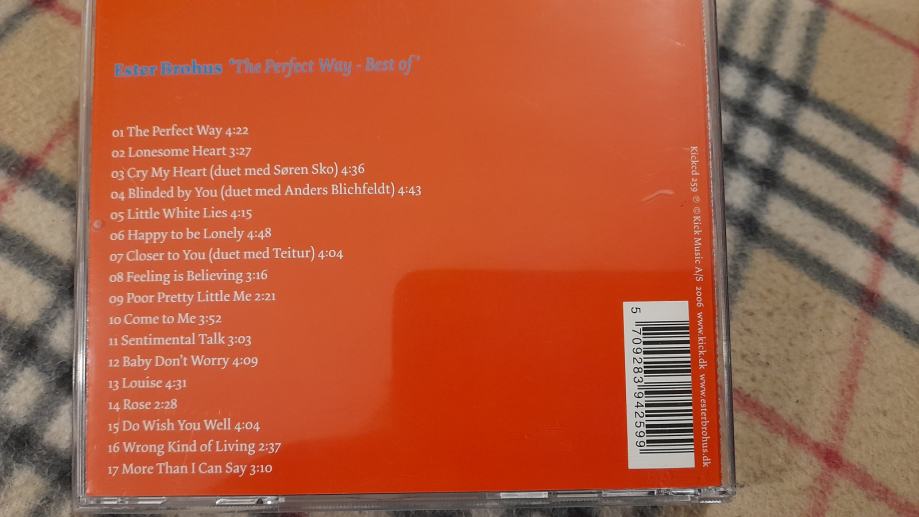 Ester Brohus 'The Perfect Way - Best of'
01 The Perfect Way 4:22
02 Lonesome Heart 3:27
03 Cry My Heart (duet med Søren Sko) 4:36
04 Blinded by You (duet med Anders Blichfeldt) 4:43
05 Little White Lies 4:15
06 Happy to be Lonely 4:48
07 Closer to You (duet med Teitur) 4:04
08 Feeling is Believing 3:16
09 Poor Pretty Little Me 2:21
10 Come to Me 3:52
11 Sentimental Talk 3:03
12 Baby Don't Worry 4:09
13 Louise 4:31
14 Rose 2:28
15 Do Wish You Well 4:04
16 Wrong Kind of Living 2:37
17 More Than I Can Say 3:10
Kickcd 259 ℗ ©Kick Music A/S 2006 www.kick.dk www.esterbrohus.dk
5 709283 942599